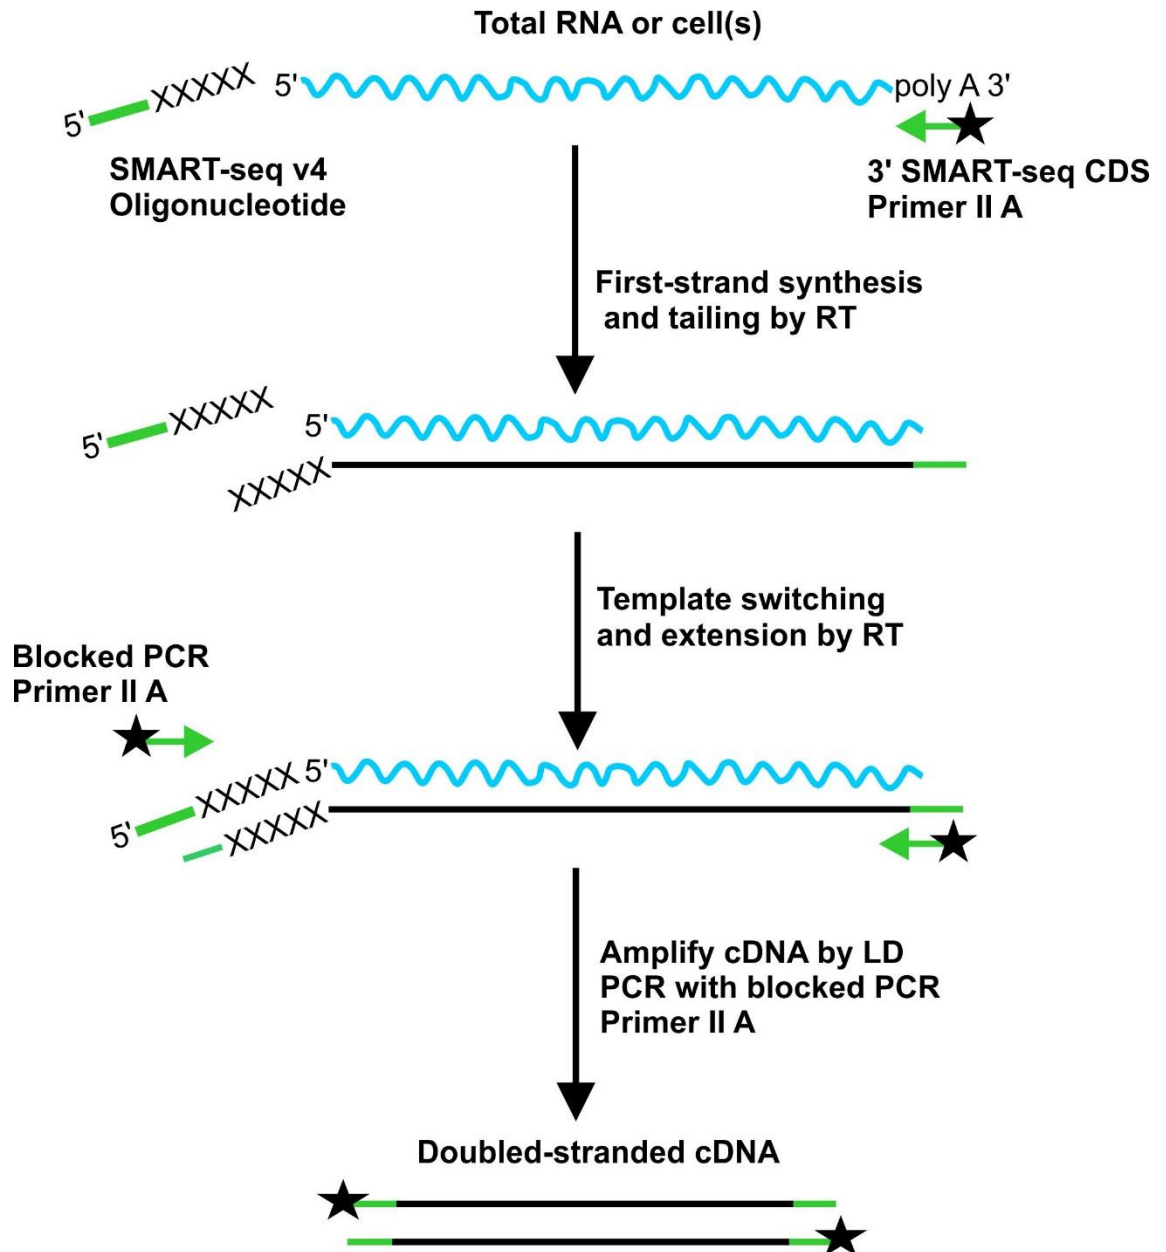 Total RNA or cell(s)
5' XXXXX
5' poly A 3'
SMART-seq v4
Oligonucleotide
3' SMART-seq CDS
Primer II A
First-strand synthesis
and tailing by RT
5' XXXXX
5'
XXXXX
Template switching
and extension by RT
Blocked PCR
Primer II A
5' XXXXX
5'
XXXXX
Amplify cDNA by LD
PCR with blocked PCR
Primer II A
Doubled-stranded cDNA